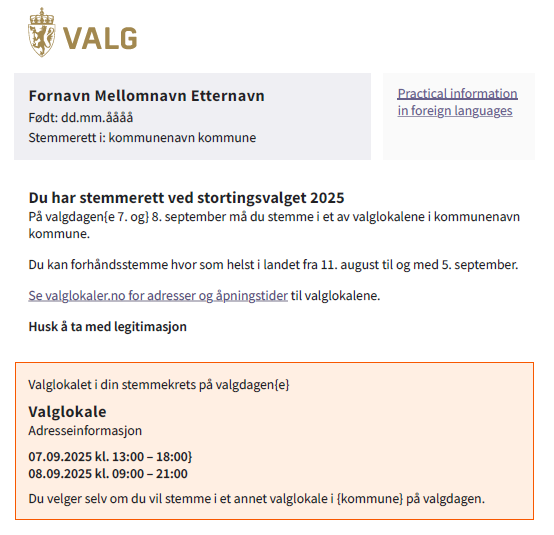 VALG
Fornavn Mellomnavn Etternavn
Født: dd.mm.åååå
Stemmerett i: kommunenavn kommune
Practical information
in foreign languages
Du har stemmerett ved stortingsvalget 2025
På valgdagen{e 7. og} 8. september må du stemme i et av valglokalene i kommunenavn
kommune.
Du kan forhåndsstemme hvor som helst i landet fra 11. august til og med 5. september.
Se valglokaler.no for adresser og åpningstider til valglokalene.
Husk å ta med legitimasjon
Valglokalet i din stemmekrets på valgdagen{e}
Valglokale
Adresseinformasjon
07.09.2025 kl. 13:00 – 18:00}
08.09.2025 kl. 09:00 – 21:00
Du velger selv om du vil stemme i et annet valglokale i {kommune} på valgdagen.